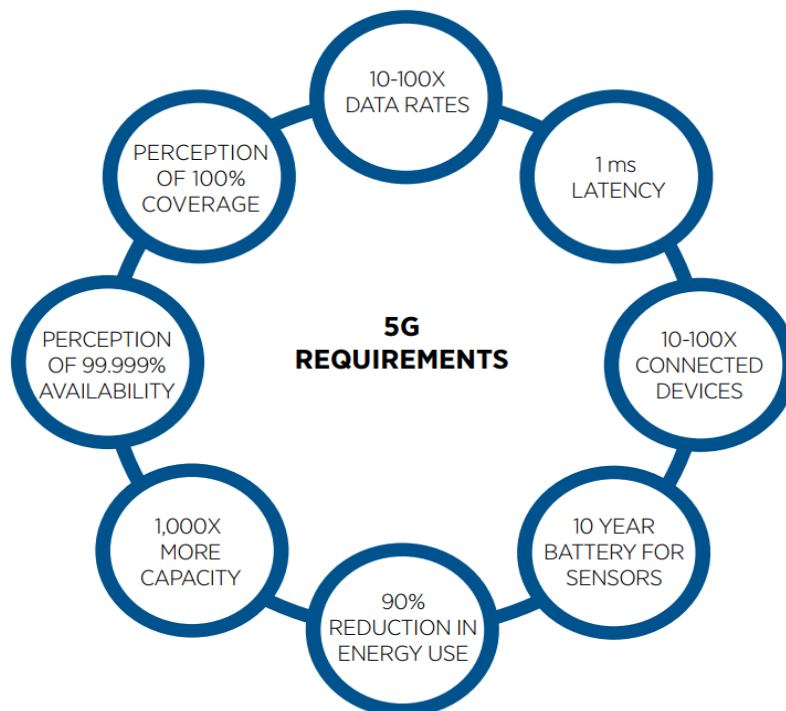 10-100X
DATA RATES
1 ms
LATENCY
10-100X
CONNECTED
DEVICES
10 YEAR
BATTERY FOR
SENSORS
90%
REDUCTION IN
ENERGY USE
1,000X
MORE
CAPACITY
PERCEPTION
OF 99.999%
AVAILABILITY
PERCEPTION
OF 100%
COVERAGE
5G
REQUIREMENTS